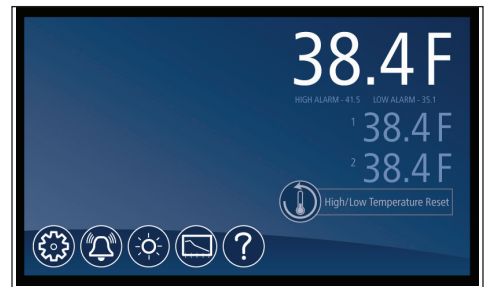 38.4 F
HIGH ALARM - 41.5 LOW ALARM - 35.1
1 38.4 F
2 38.4 F
High/Low Temperature Reset
?